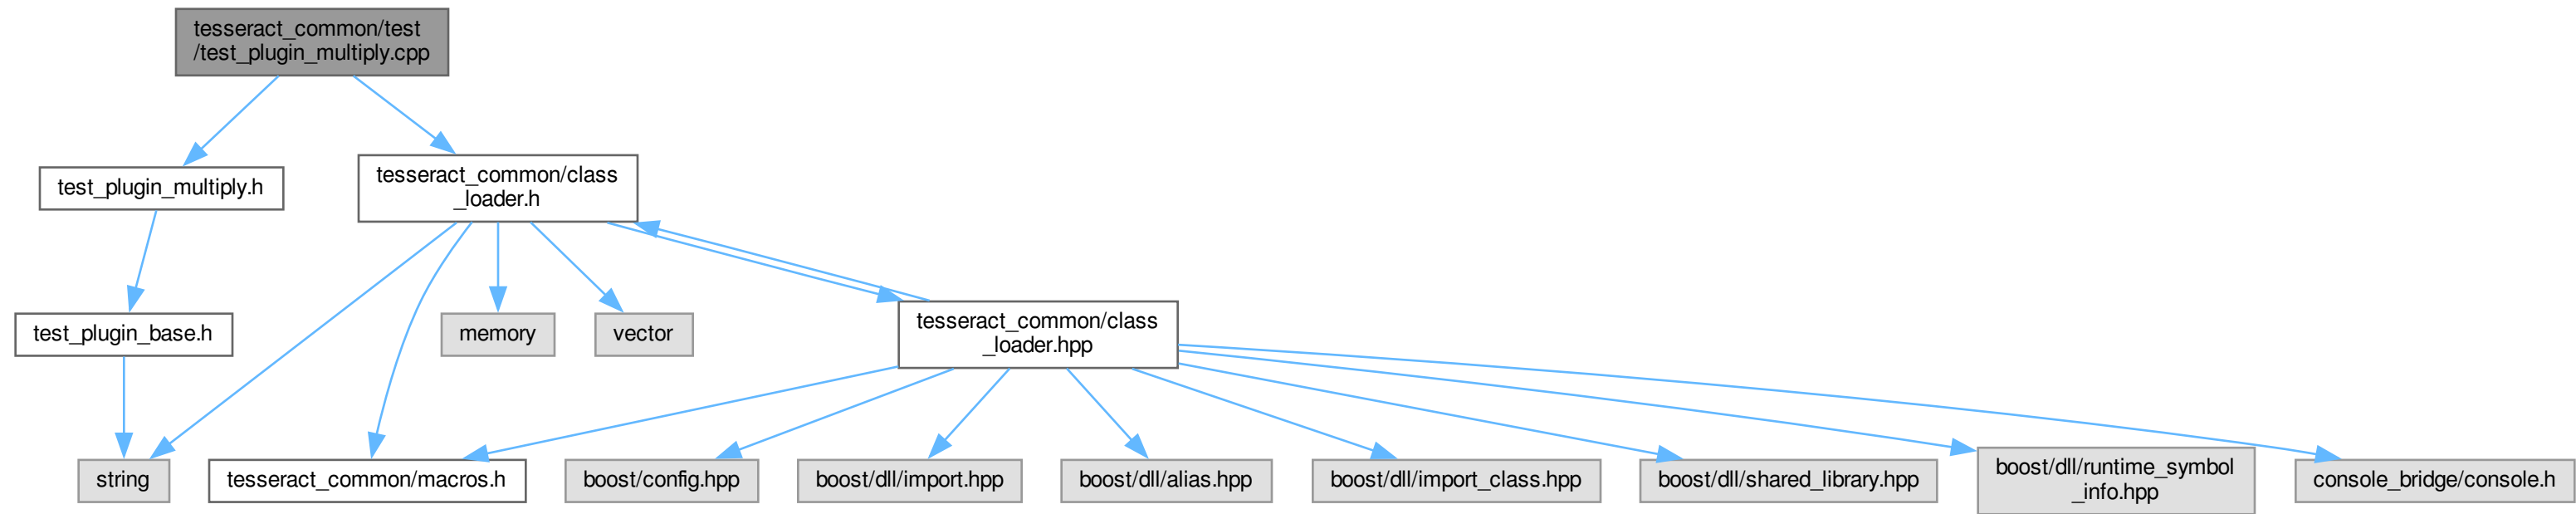 tesseract_common/test
/test_plugin_multiply.cpp
test_plugin_multiply.h
tesseract_common/class
_loader.h
test_plugin_base.h
memory
vector
tesseract_common/class
_loader.hpp
string
tesseract_common/macros.h
boost/config.hpp
boost/dll/import.hpp
boost/dll/alias.hpp
boost/dll/import_class.hpp
boost/dll/shared_library.hpp
boost/dll/runtime_symbol
_info.hpp
console_bridge/console.h